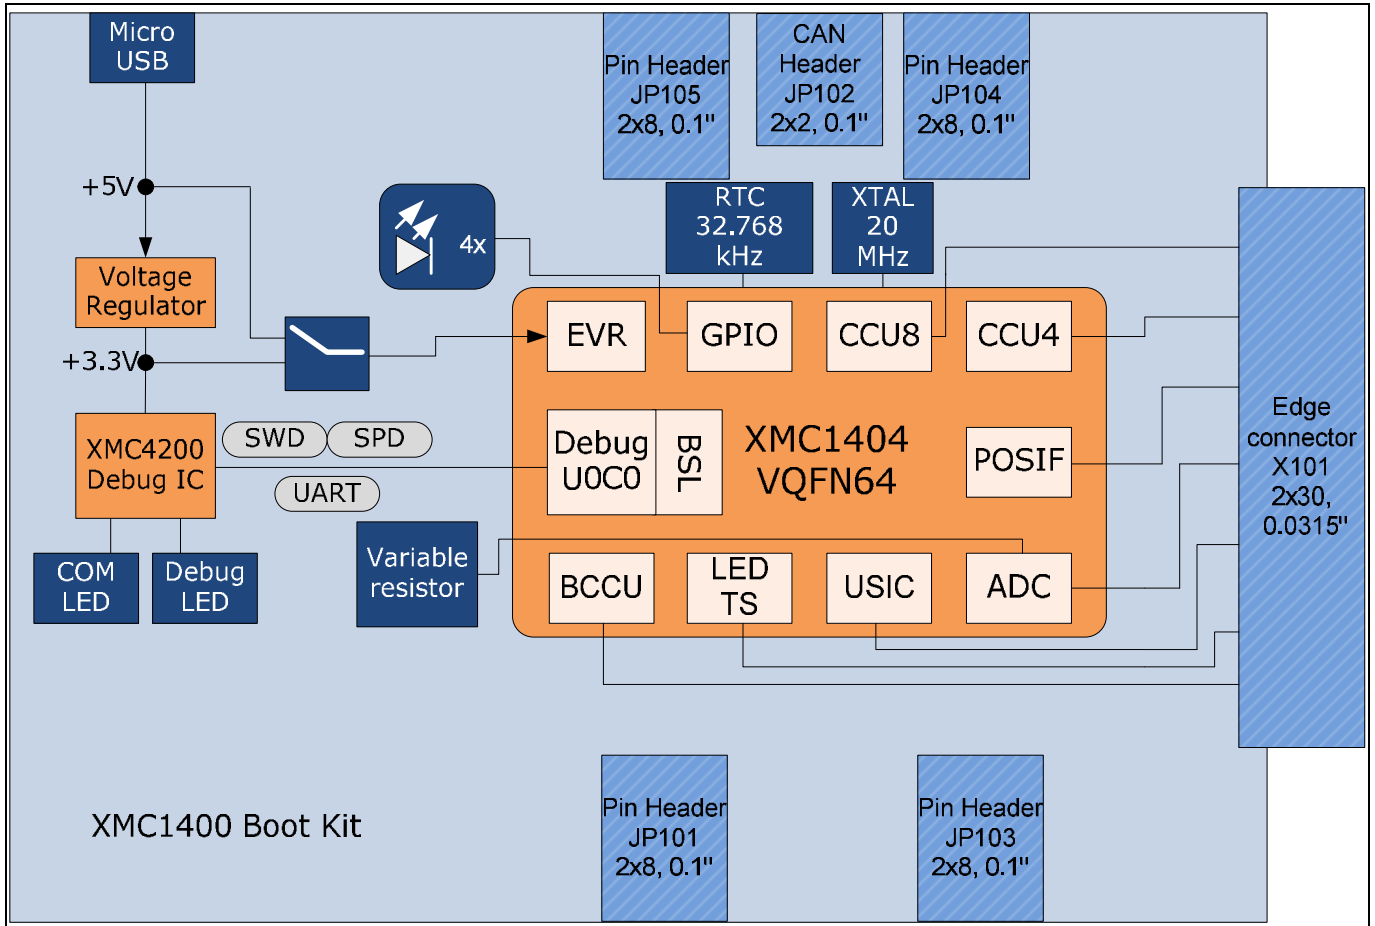 Micro
USB
Pin Header
JP105
2x8, 0.1"
CAN
Header
JP102
2x2, 0.1"
Pin Header
JP104
2x8, 0.1"
+5V
4x
RTC
32.768
kHz
XTAL
20
MHz
Voltage
Regulator
+3.3V
EVR
GPIO
CCU8
CCU4
XMC4200
Debug IC
SWD
SPD
UART
Debug
U0C0
BSL
XMC1404
VQFN64
POSIF
Edge
connector
X101
2x30,
0.0315"
COM
LED
Debug
LED
Variable
resistor
BCCU
LED
TS
USIC
ADC
XMC1400 Boot Kit
Pin Header
JP101
2x8, 0.1"
Pin Header
JP103
2x8, 0.1"